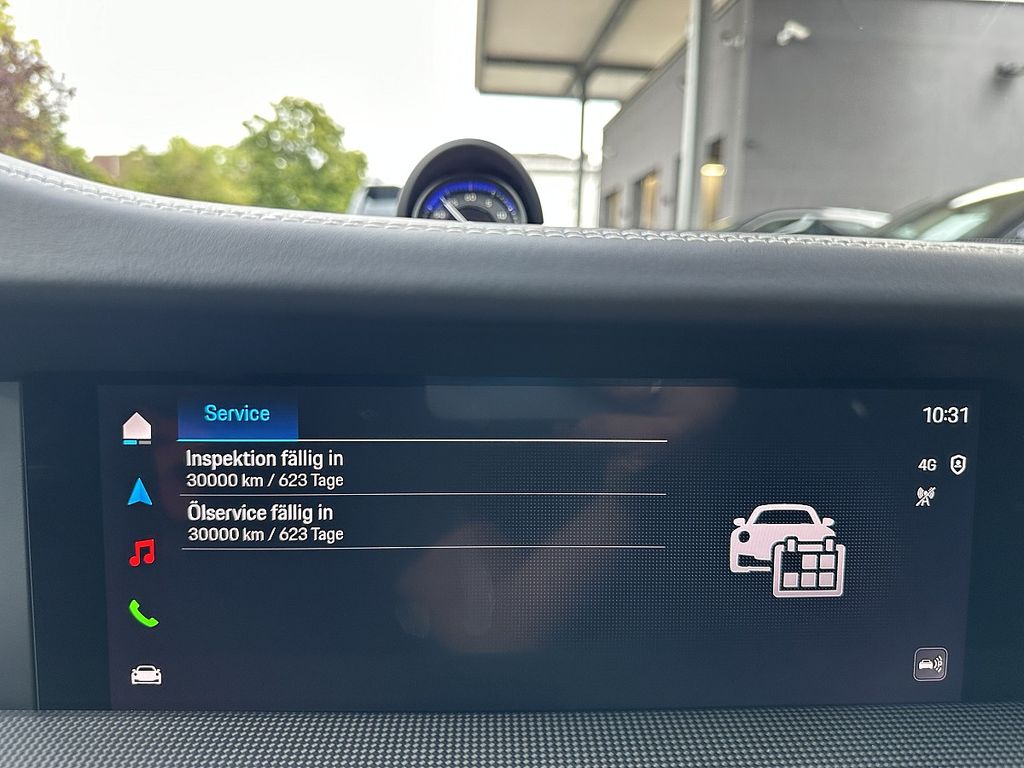 Service
10:31
Inspektion fällig in
30000 km / 623 Tage
4G
Ölservice fällig in
30000 km / 623 Tage